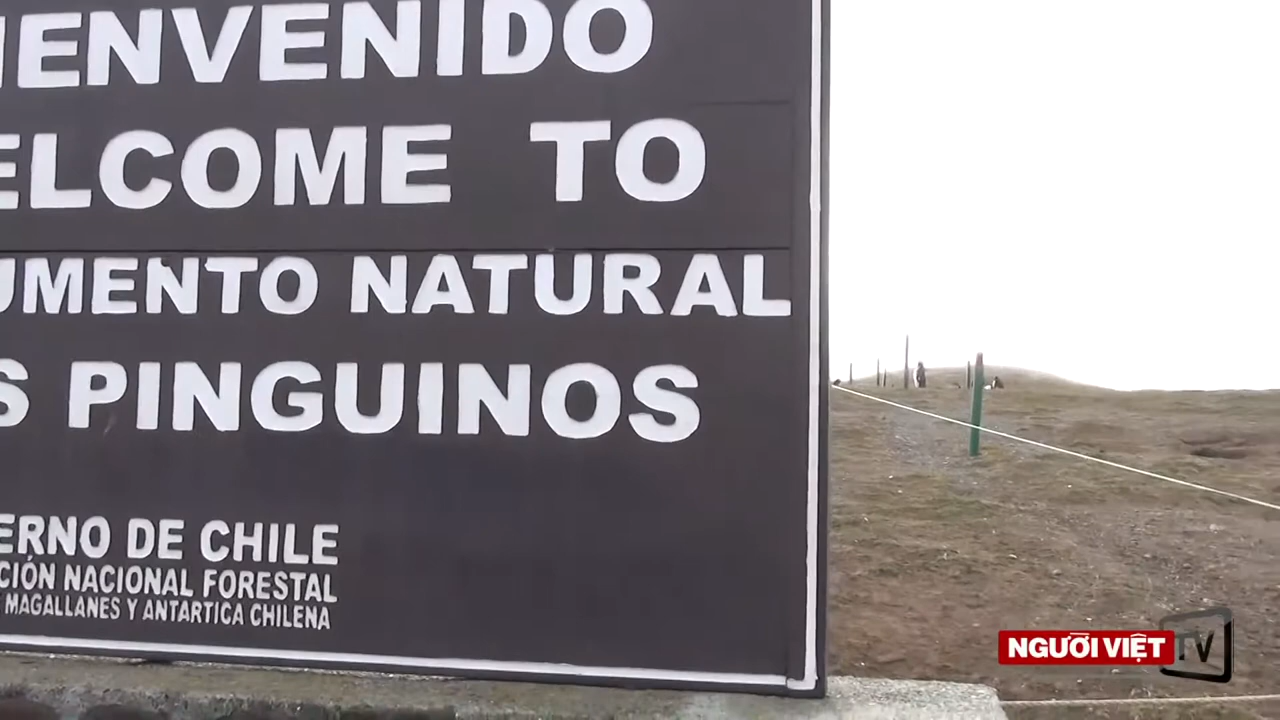 IENVENIDO
ELCOME TO
UMENTO NATURAL
S PINGUINOS
ERNO DE CHILE
CIÓN NACIONAL FORESTAL
MAGALLANES Y ANTARTICA CHILENA
NGƯỜI VIỆT TV